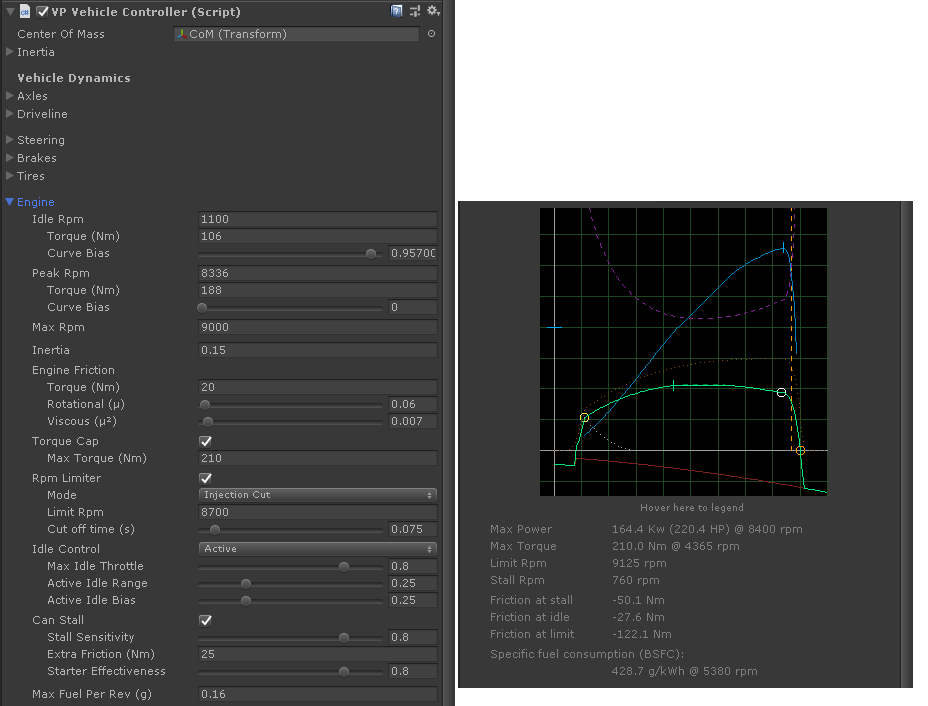 VP Vehicle Controller (Script)
Center Of Mass CoM (Transform)
Inertia
Vehicle Dynamics
Axles
Driveline
Steering
Brakes
Tires
Engine
Idle Rpm 1100
Torque (Nm) 106
Curve Bias 0.95700
Peak Rpm 8336
Torque (Nm) 188
Curve Bias 0
Max Rpm 9000
Inertia 0.15
Engine Friction
Torque (Nm) 20
Rotational (μ) 0.06
Viscous (μ²) 0.007
Torque Cap
Max Torque (Nm) 210
Rpm Limiter
Mode Injection Cut
Limit Rpm 8700
Cut off time (s) 0.075
Idle Control Active
Max Idle Throttle 0.8
Active Idle Range 0.25
Active Idle Bias 0.25
Can Stall
Stall Sensitivity 0.8
Extra Friction (Nm) 25
Starter Effectiveness 0.8
Max Fuel Per Rev (g) 0.16
Hover here to legend
Max Power 164.4 Kw (220.4 HP) @ 8400 rpm
Max Torque 210.0 Nm @ 4365 rpm
Limit Rpm 9125 rpm
Stall Rpm 760 rpm
Friction at stall -50.1 Nm
Friction at idle -27.6 Nm
Friction at limit -122.1 Nm
Specific fuel consumption (BSFC):
428.7 g/kWh @ 5380 rpm